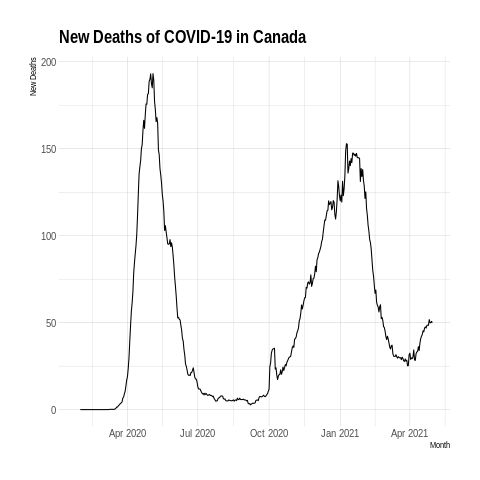 New Deaths of COVID-19 in Canada
New Deaths
200
150
100
50
0
Apr 2020 Jul 2020 Oct 2020 Jan 2021 Apr 2021
Month